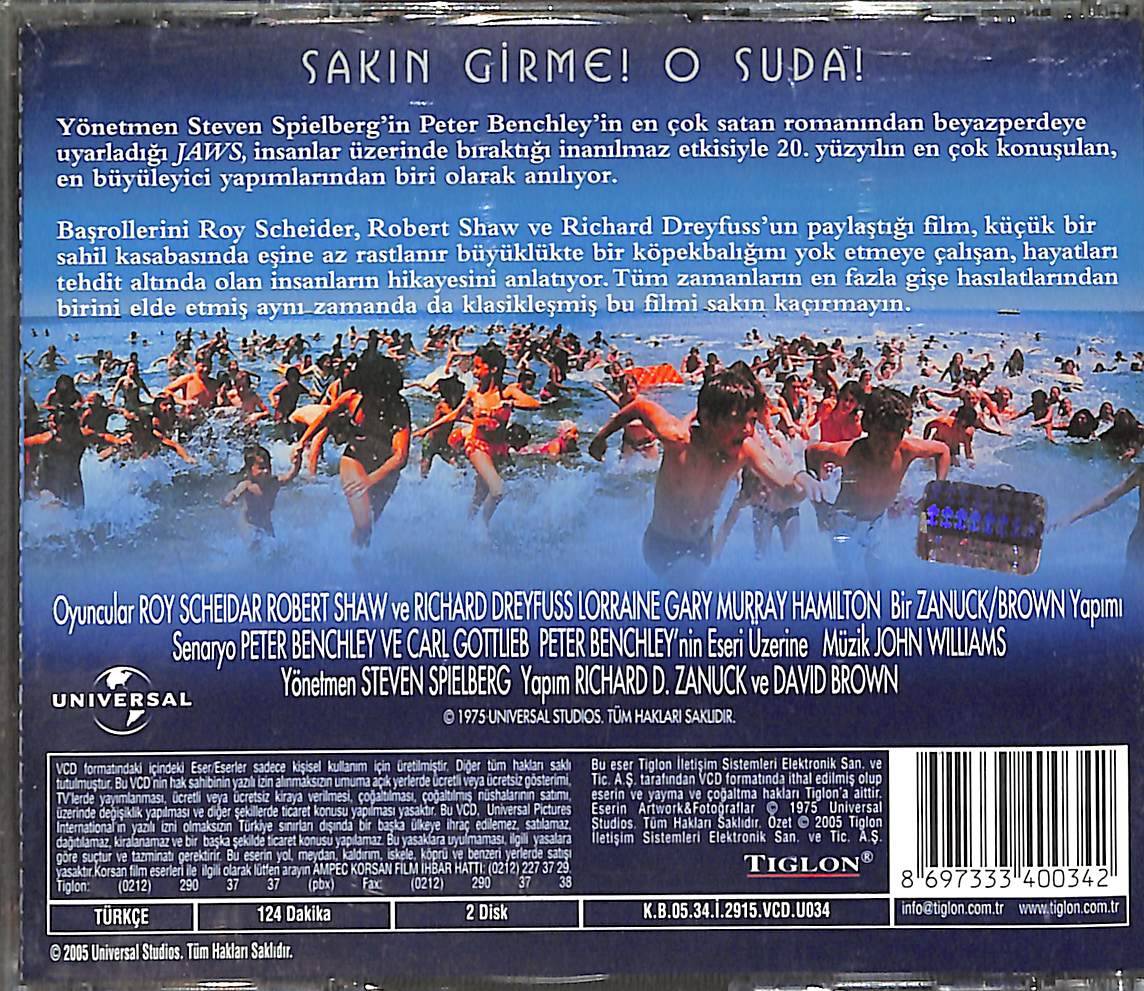 SAKIN GİRME! O SUDA!
Yönetmen Steven Spielberg'in Peter Benchley'in en çok satan romanından beyazperdeye
uyarladığı JAWS, insanlar üzerinde bıraktığı inanılmaz etkisiyle 20. yüzyılın en çok konuşulan,
en büyüleyici yapımlarından biri olarak anılıyor.
Başrollerini Roy Scheider, Robert Shaw ve Richard Dreyfuss'un paylaştığı film, küçük bir
sahil kasabasında eşine az rastlanır büyüklükte bir köpekbalığını yok etmeye çalışan, hayatları
tehdit altında olan insanların hikayesini anlatıyor. Tüm zamanların en fazla gişe hasılatlarından
birini elde etmiş aynı zamanda da klasikleşmiş bu filmi sakın kaçırmayın.
Oyuncular ROY SCHEIDAR ROBERT SHAW ve RICHARD DREYFUSS LORRAINE GARY MURRAY HAMILTON Bir ZANUCK/BROWN Yapımı
Senaryo PETER BENCHLEY VE CARL GOTTLIEB PETER BENCHLEY'nin Eseri Üzerine Müzik JOHN WILLIAMS
Yönetmen STEVEN SPIELBERG Yapım RICHARD D. ZANUCK ve DAVID BROWN
© 1975 UNIVERSAL STUDIOS. TÜM HAKLARI SAKLIDIR.
UNIVERSAL
VCD formatındaki içindeki Eser/Eserler sadece kişisel kullanım için üretilmiştir. Diğer tüm hakları saklı
tutulmuştur. Bu VCD'nin hak sahibinin yazılı izin alınmaksızın umuma açık yerlerde ücretli veya ücretsiz gösterimi,
TV'lerde yayımlanması, ücretli veya ücretsiz kiraya verilmesi, çoğaltılması, çoğaltılmış nüshalarının satımı,
üzerinde değişiklik yapılması ve diğer şekillerde ticaret konusu yapılması yasaktır. Bu VCD, Universal Pictures
International'ın yazılı izni olmaksızın Türkiye sınırları dışında bir başka ülkeye ihraç edilemez, satılamaz,
dağıtılamaz, kiralanamaz ve bir başka şekilde ticaret konusu yapılamaz. Bu yasaklara uyulmaması, ilgili yasalara
göre suçtur ve tazminatı gerektirir. Bu eserin yol, meydan, kaldırım, iskele, köprü ve benzeri yerlerde satışı
yasaktır. Korsan film eserleri ile ilgili olarak lütfen arayın AMPEC KORSAN FILM IHBAR HATTI: (0212) 227 37 29.
Tiglon: (0212) 290 37 37 (pbx) Fax: (0212) 290 37 38
Bu eser Tiglon İletişim Sistemleri Elektronik San. ve
Tic. A.Ş. tarafından VCD formatında ithal edilmiş olup
eserin ve yayma ve çoğaltma hakları Tiglon'a aittir.
Eserin Artwork&Fotoğraflar © 1975 Universal
Studios. Tüm Hakları Saklıdır. Özet © 2005 Tiglon
İletişim Sistemleri Elektronik San. ve Tic. A.Ş.
TIGLON®
8 697333 400342
TÜRKÇE
124 Dakika
2 Disk
K.B.05.34.İ.2915.VCD.U034
info@tiglon.com.tr www.tiglon.com.tr
© 2005 Universal Studios. Tüm Hakları Saklıdır.